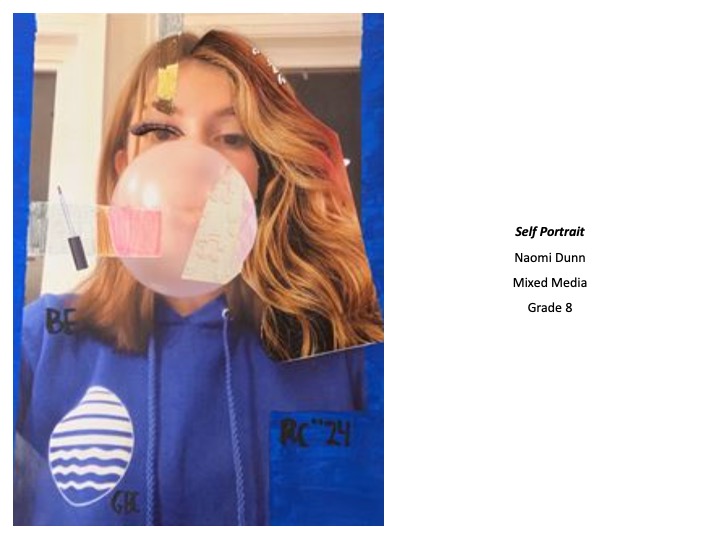 BE
GBC
RC "24
Self Portrait
Naomi Dunn
Mixed Media
Grade 8